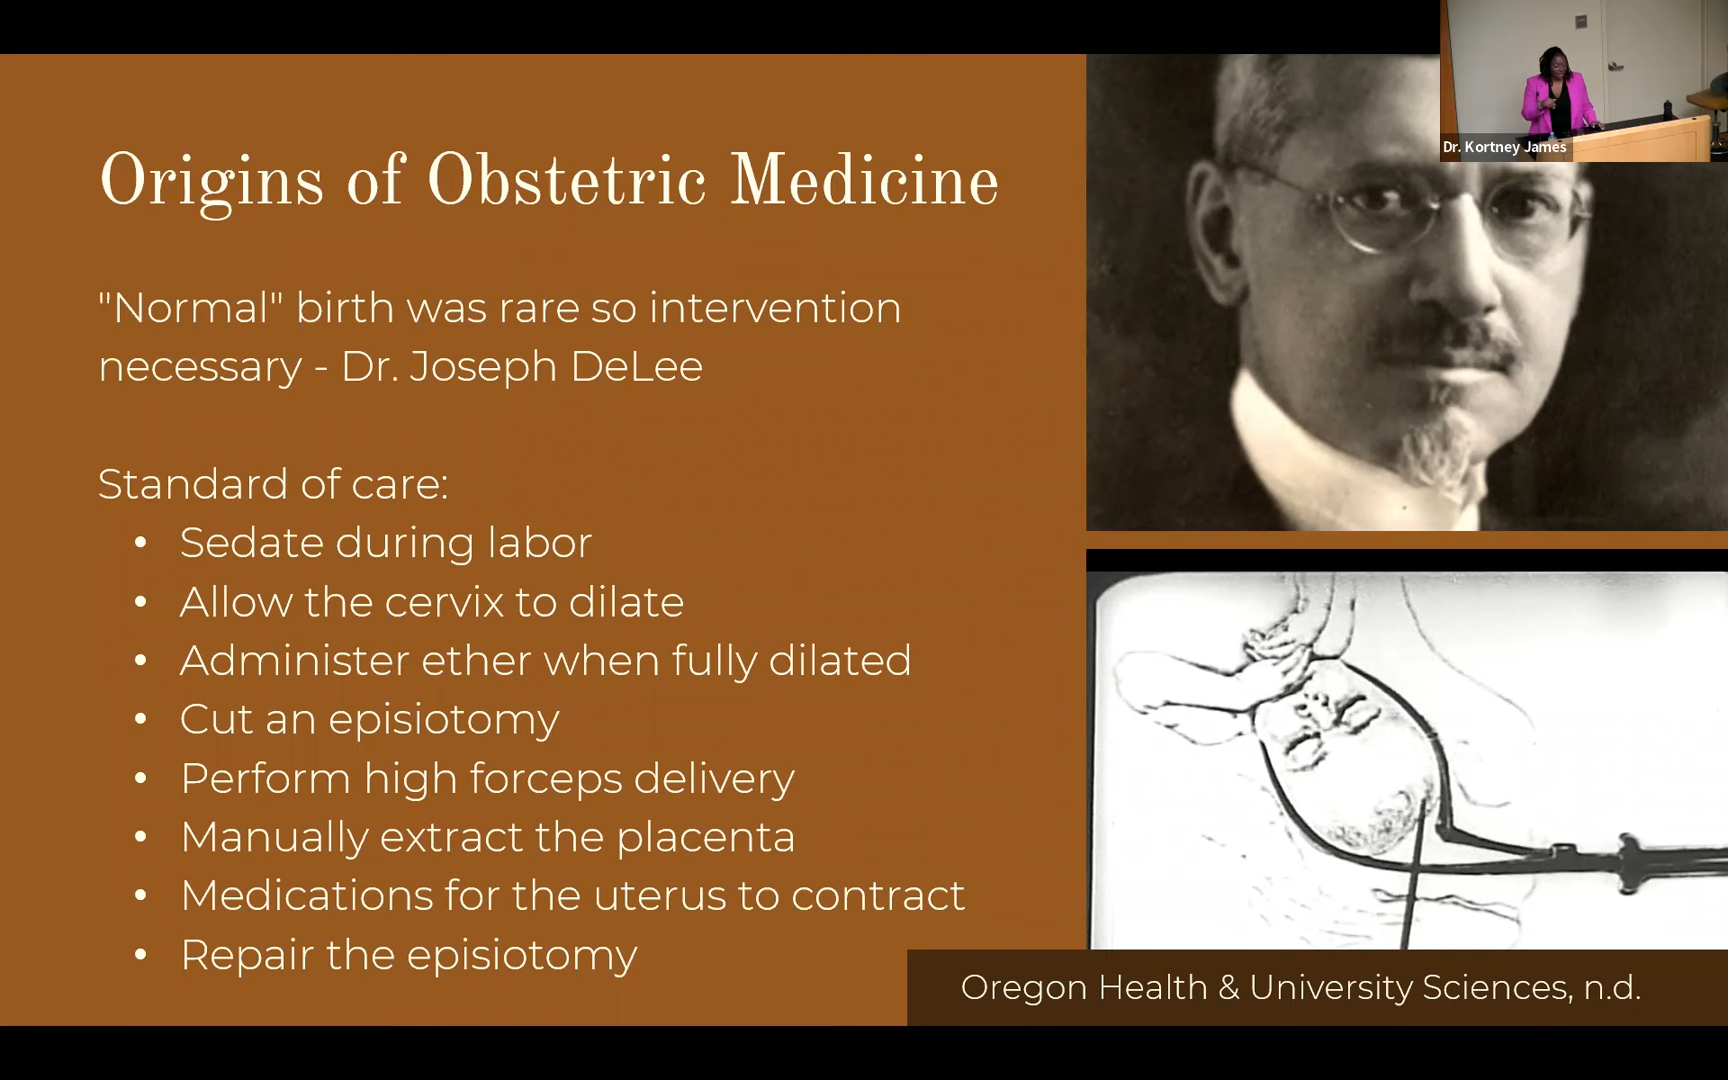 Dr. Kortney James
Origins of Obstetric Medicine
"Normal" birth was rare so intervention
necessary - Dr. Joseph DeLee
Standard of care:
• Sedate during labor
• Allow the cervix to dilate
• Administer ether when fully dilated
• Cut an episiotomy
• Perform high forceps delivery
• Manually extract the placenta
• Medications for the uterus to contract
• Repair the episiotomy
Oregon Health & University Sciences, n.d.